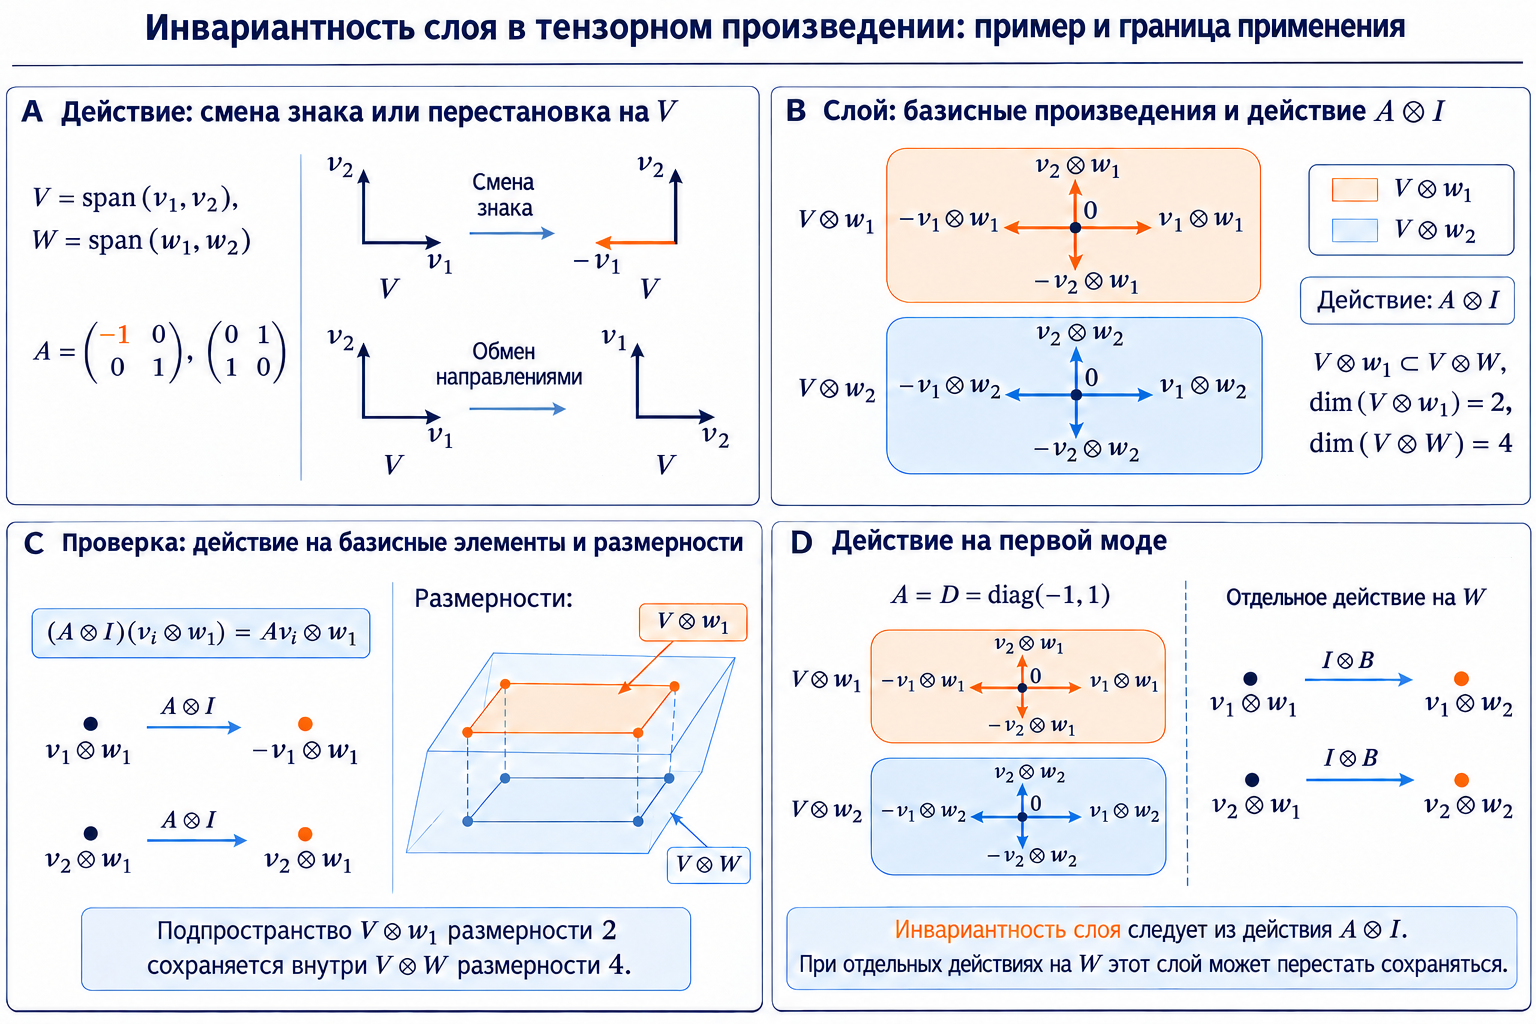 Инвариантность слоя в тензорном произведении: пример и граница применения
A Действие: смена знака или перестановка на V
V = span (v₁, v₂),
W = span (w₁, w₂)
A = (−1 0
0 1), (0 1
1 0)
v₂
v₁
V
Смена
знака
v₂
−v₁
V
v₂
v₁
V
Обмен
направлениями
v₁
v₂
V
B Слой: базисные произведения и действие A ⊗ I
V ⊗ w₁
v₂ ⊗ w₁
−v₁ ⊗ w₁
0
v₁ ⊗ w₁
−v₂ ⊗ w₁
V ⊗ w₂
v₂ ⊗ w₂
−v₁ ⊗ w₂
0
v₁ ⊗ w₂
−v₂ ⊗ w₂
V ⊗ w₁
V ⊗ w₂
Действие: A ⊗ I
V ⊗ w₁ ⊂ V ⊗ W,
dim (V ⊗ w₁) = 2,
dim (V ⊗ W) = 4
C Проверка: действие на базисные элементы и размерности
(A ⊗ I)(vᵢ ⊗ w₁) = Avᵢ ⊗ w₁
A ⊗ I
v₁ ⊗ w₁
−v₁ ⊗ w₁
A ⊗ I
v₂ ⊗ w₁
v₂ ⊗ w₁
Размерности:
V ⊗ w₁
V ⊗ W
Подпространство V ⊗ w₁ размерности 2
сохраняется внутри V ⊗ W размерности 4.
D Действие на первой моде
A = D = diag(−1, 1)
V ⊗ w₁
v₂ ⊗ w₁
−v₁ ⊗ w₁
0
v₁ ⊗ w₁
−v₂ ⊗ w₁
V ⊗ w₂
v₂ ⊗ w₂
−v₁ ⊗ w₂
0
v₁ ⊗ w₂
−v₂ ⊗ w₂
Отдельное действие на W
I ⊗ B
v₁ ⊗ w₁
v₁ ⊗ w₂
I ⊗ B
v₂ ⊗ w₁
v₂ ⊗ w₂
Инвариантность слоя следует из действия A ⊗ I.
При отдельных действиях на W этот слой может перестать сохраняться.